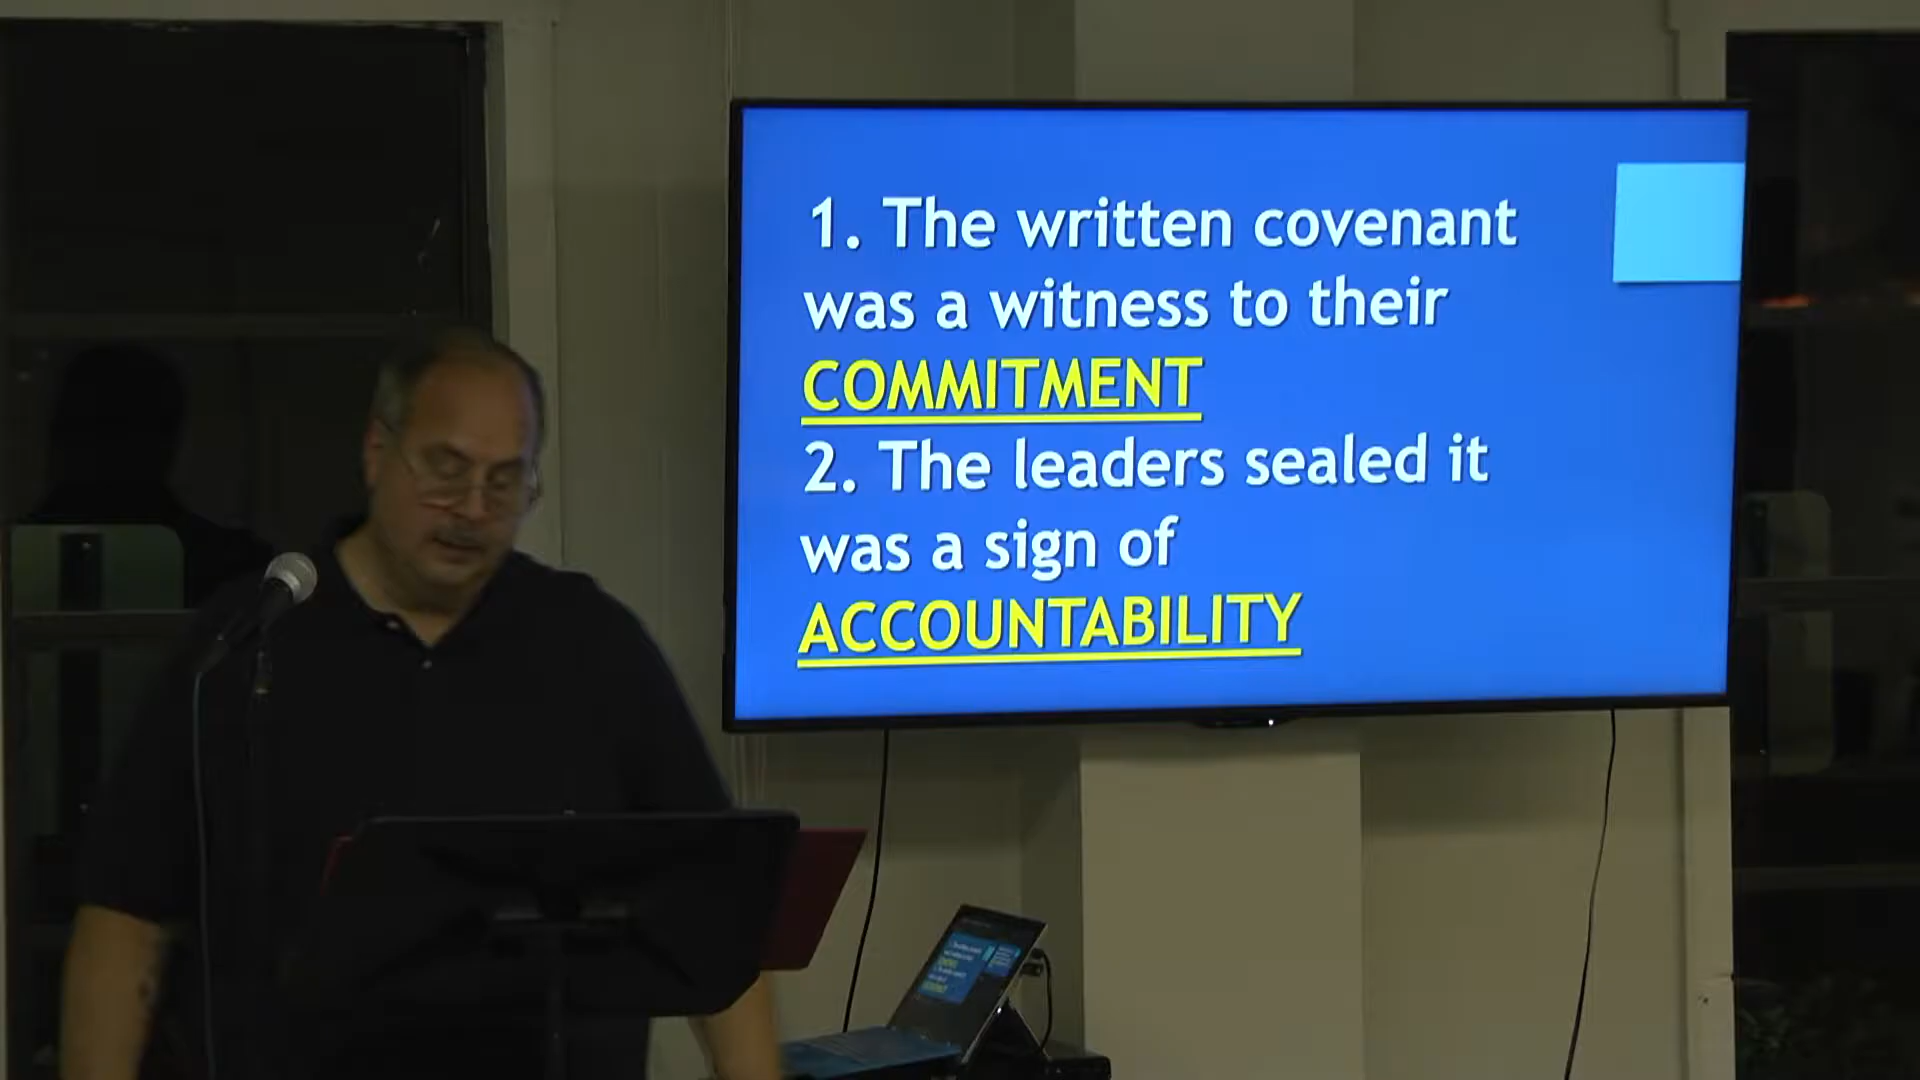 1. The written covenant
was a witness to their
COMMITMENT
2. The leaders sealed it
was a sign of
ACCOUNTABILITY